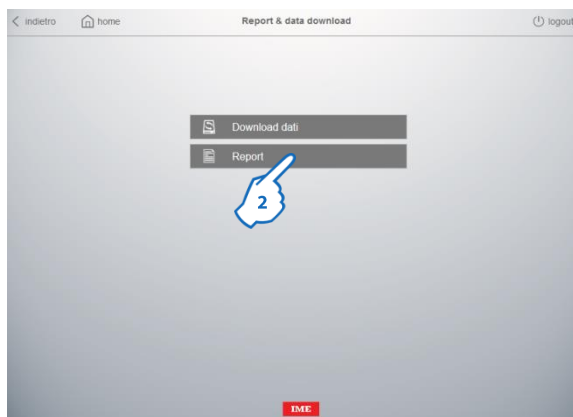 indietro home Report & data download logout
Download dati
Report
2
IME